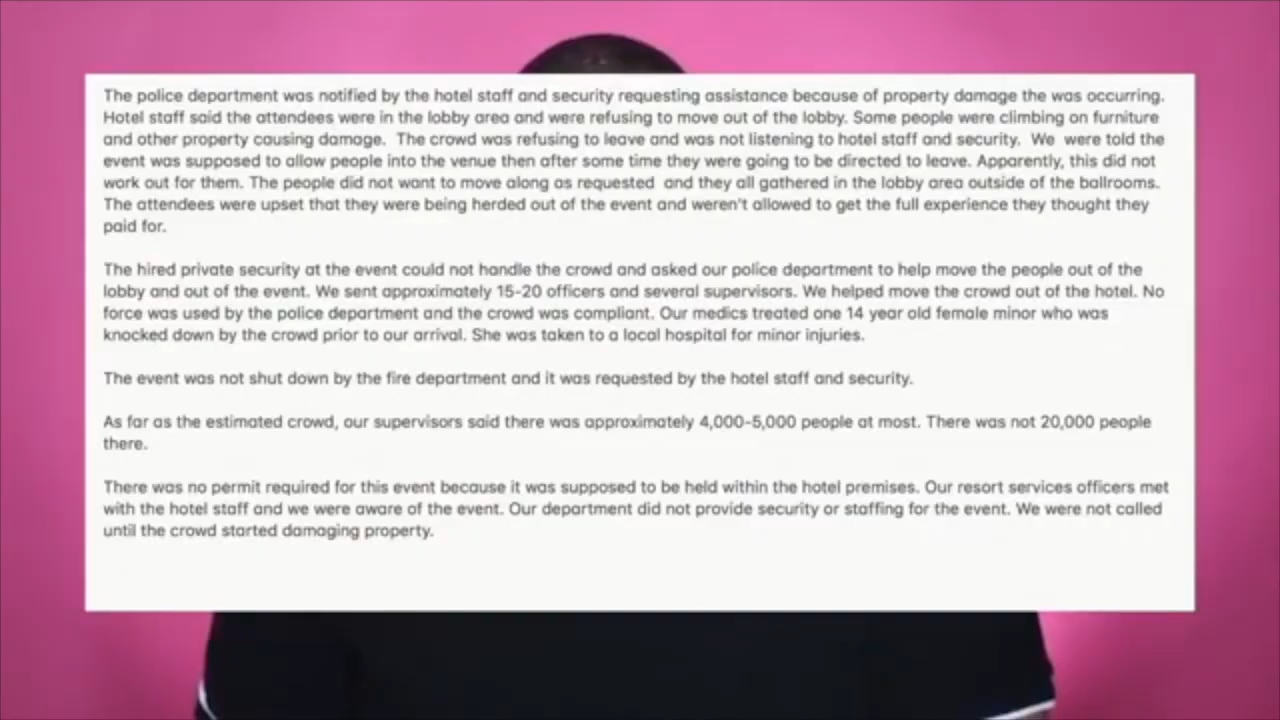 The police department was notified by the hotel staff and security requesting assistance because of property damage the was occurring.
Hotel staff said the attendees were in the lobby area and were refusing to move out of the lobby. Some people were climbing on furniture
and other property causing damage.  The crowd was refusing to leave and was not listening to hotel staff and security.  We  were told the
event was supposed to allow people into the venue then after some time they were going to be directed to leave. Apparently, this did not
work out for them. The people did not want to move along as requested  and they all gathered in the lobby area outside of the ballrooms.
The attendees were upset that they were being herded out of the event and weren't allowed to get the full experience they thought they
paid for.
The hired private security at the event could not handle the crowd and asked our police department to help move the people out of the
lobby and out of the event. We sent approximately 15-20 officers and several supervisors. We helped move the crowd out of the hotel. No
force was used by the police department and the crowd was compliant. Our medics treated one 14 year old female minor who was
knocked down by the crowd prior to our arrival. She was taken to a local hospital for minor injuries.
The event was not shut down by the fire department and it was requested by the hotel staff and security.
As far as the estimated crowd, our supervisors said there was approximately 4,000-5,000 people at most. There was not 20,000 people
there.
There was no permit required for this event because it was supposed to be held within the hotel premises. Our resort services officers met
with the hotel staff and we were aware of the event. Our department did not provide security or staffing for the event. We were not called
until the crowd started damaging property.